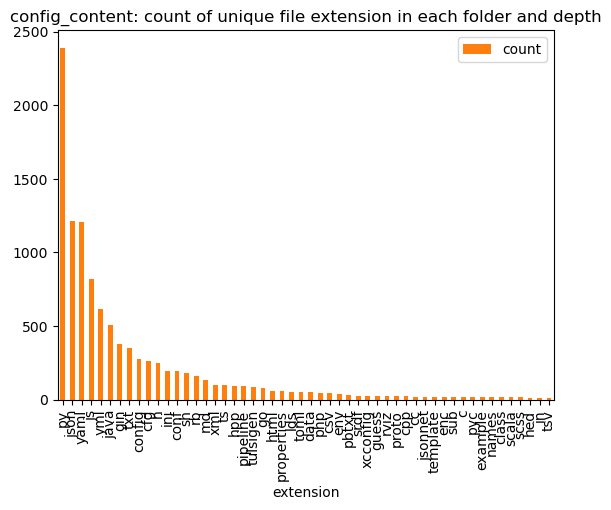 config_content: count of unique file extension in each folder and depth
count
2500
2000
1500
1000
500
0
py
json
yaml
js
yml
java
gin
txt
config
cfg
h
ini
conf
sh
rb
md
xml
ts
hpp
pipeline
go
html
properties
lds
toml
data
php
csv
env
pbtxt
srdf
xcconfig
guess
rviz
proto
cpp
cc
jsonnet
template
enc
sub
c
pyc
example
names
class
scala
scss
hed
in
tsv
extension